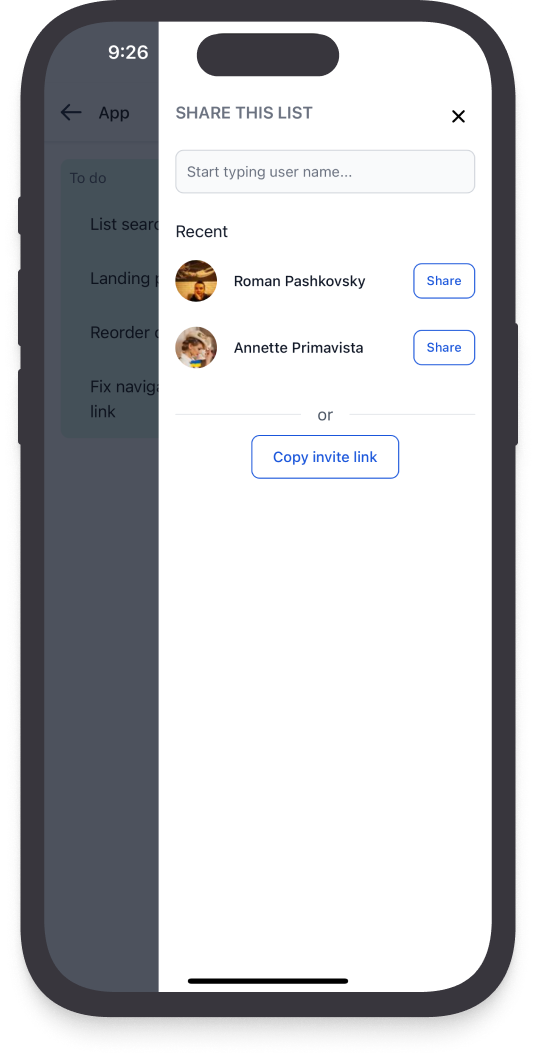 9:26
App
To do
List searc
Landing p
Reorder
Fix naviga
link
SHARE THIS LIST
Start typing user name...
Recent
Roman Pashkovsky
Share
Annette Primavista
Share
or
Copy invite link